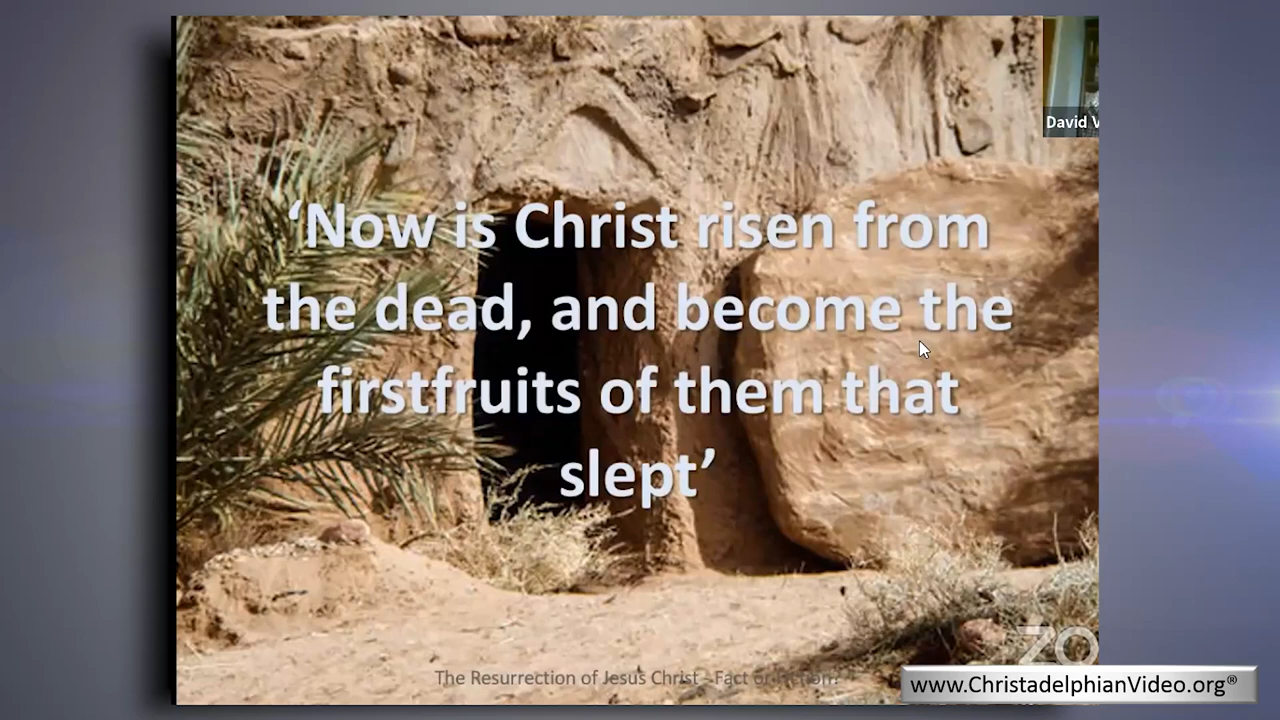 David V
‘Now is Christ risen from
the dead, and become the
firstfruits of them that
slept’
ZO
The Resurrection of Jesus Christ - Fact or Fiction?
www.ChristadelphianVideo.org®